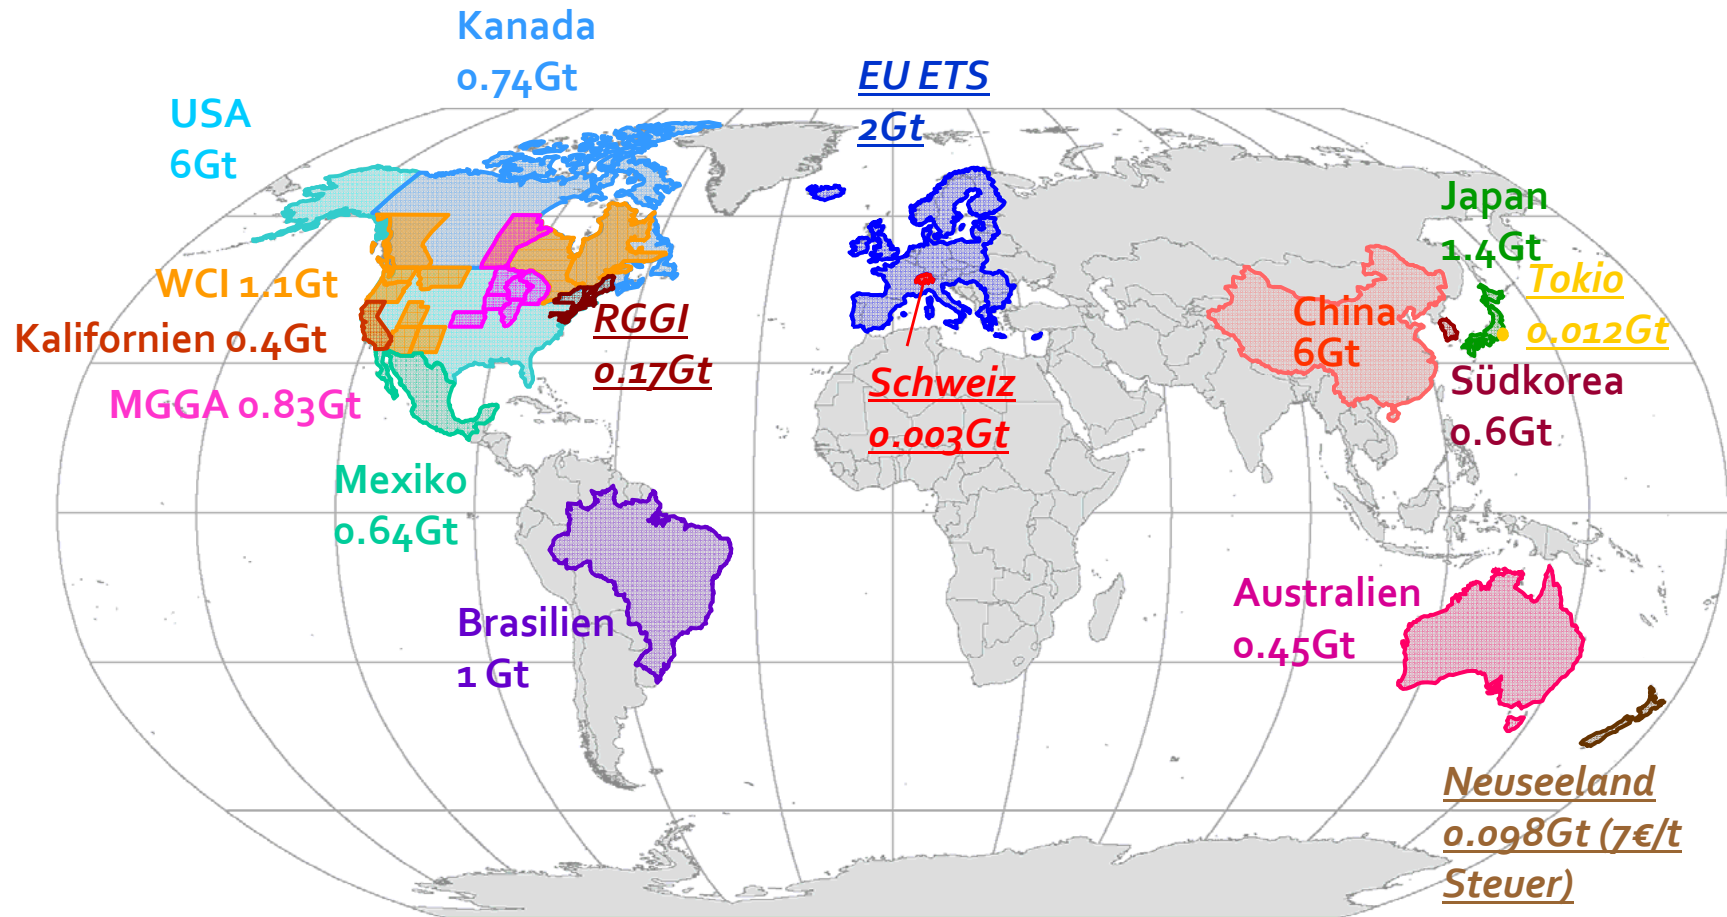 Kanada
0.74Gt
EU ETS
2Gt
USA
6Gt
Japan
1.4Gt
WCI 1.1Gt
Tokio
0.012Gt
Kalifornien 0.4Gt
RGGI
0.17Gt
China
6Gt
MGGA 0.83Gt
Schweiz
0.003Gt
Südkorea
0.6Gt
Mexiko
0.64Gt
Brasilien
1 Gt
Australien
0.45Gt
Neuseeland
0.098Gt (7€/t
Steuer)